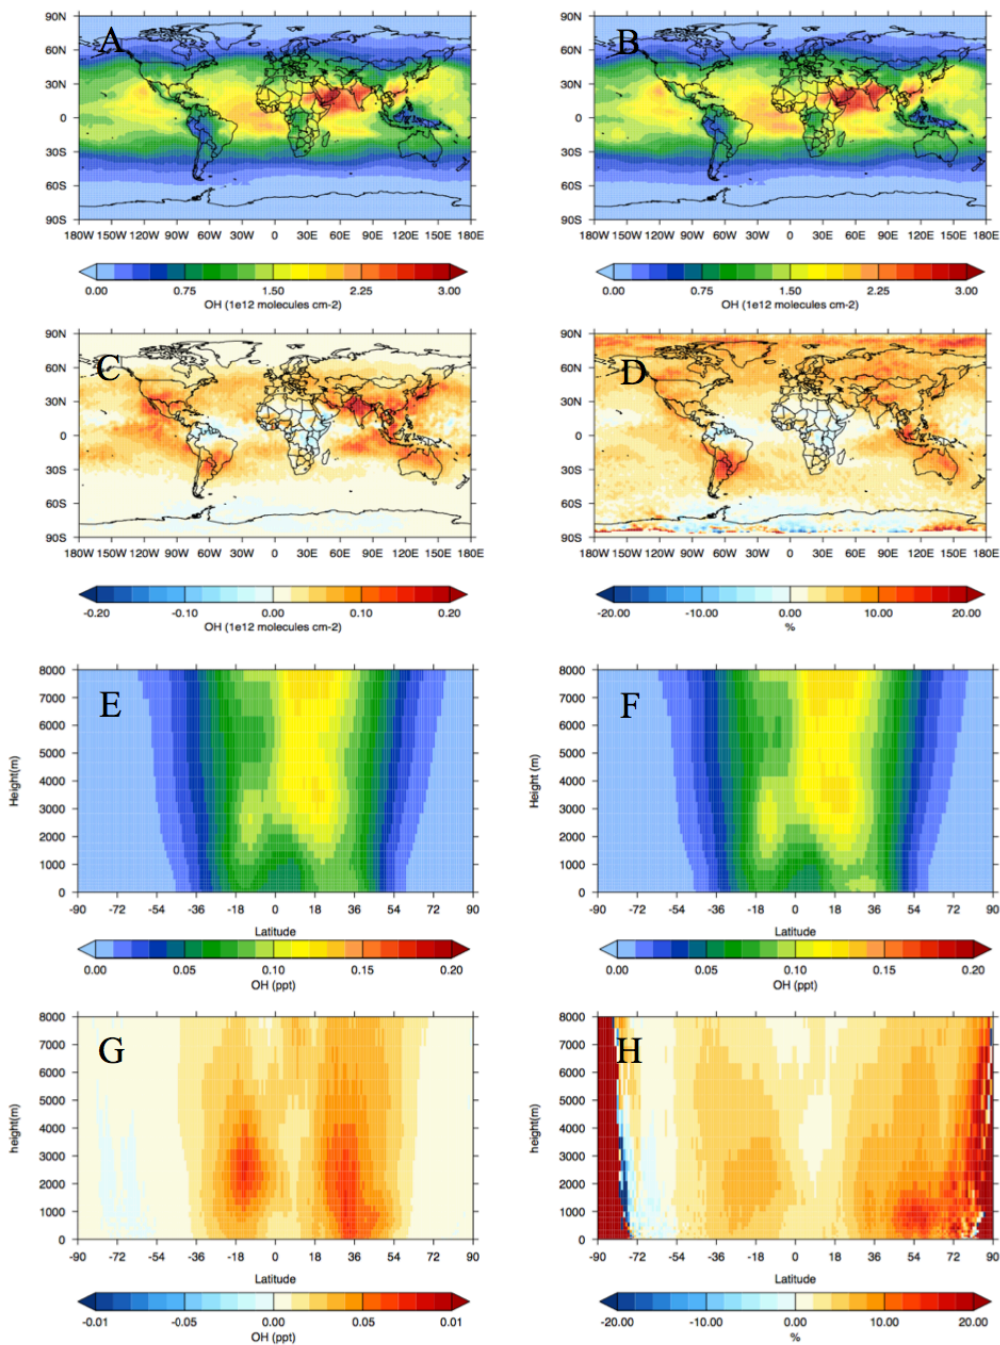 A
90N
60N
30N
0
30S
60S
90S
180W 150W 120W 90W 60W 30W 0 30E 60E 90E 120E 150E 180E
0.00 0.75 1.50 2.25 3.00
OH (1e12 molecules cm-2)
B
90N
60N
30N
0
30S
60S
90S
180W 150W 120W 90W 60W 30W 0 30E 60E 90E 120E 150E 180E
0.00 0.75 1.50 2.25 3.00
OH (1e12 molecules cm-2)
C
90N
60N
30N
0
30S
60S
90S
180W 150W 120W 90W 60W 30W 0 30E 60E 90E 120E 150E 180E
-0.20 -0.10 0.00 0.10 0.20
OH (1e12 molecules cm-2)
D
90N
60N
30N
0
30S
60S
90S
180W 150W 120W 90W 60W 30W 0 30E 60E 90E 120E 150E 180E
-20.00 -10.00 0.00 10.00 20.00
%
E
8000
7000
6000
5000
4000
3000
2000
1000
0
Height(m)
-90 -72 -54 -36 -18 0 18 36 54 72 90
Latitude
0.00 0.05 0.10 0.15 0.20
OH (ppt)
F
8000
7000
6000
5000
4000
3000
2000
1000
0
Height (m)
-90 -72 -54 -36 -18 0 18 36 54 72 90
Latitude
0.00 0.05 0.10 0.15 0.20
OH (ppt)
G
8000
7000
6000
5000
4000
3000
2000
1000
0
height(m)
-90 -72 -54 -36 -18 0 18 36 54 72 90
Latitude
-0.01 -0.05 0.00 0.05 0.01
OH (ppt)
H
8000
7000
6000
5000
4000
3000
2000
1000
0
height(m)
-90 -72 -54 -36 -18 0 18 36 54 72 90
Latitude
-20.00 -10.00 0.00 10.00 20.00
%